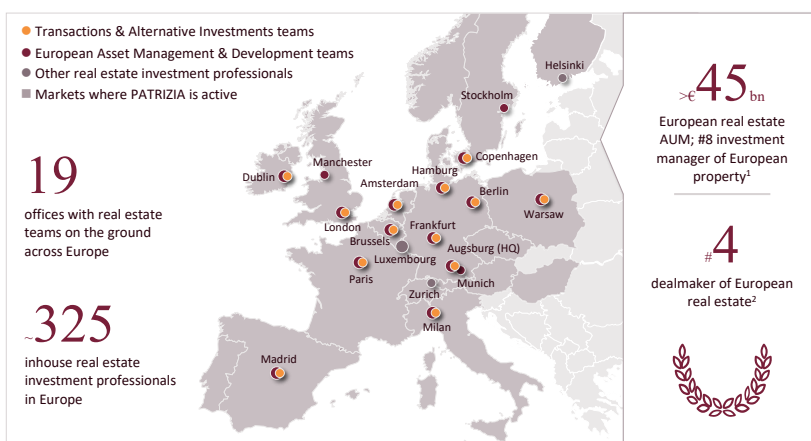 Transactions & Alternative Investments teams
European Asset Management & Development teams
Other real estate investment professionals
Markets where PATRIZIA is active
19
offices with real estate
teams on the ground
across Europe
~325
inhouse real estate
investment professionals
in Europe
Helsinki
Stockholm
Copenhagen
Manchester
Hamburg
Dublin
Amsterdam
Berlin
Warsaw
London
Frankfurt
Brussels
Augsburg (HQ)
Luxembourg
Paris
Munich
Zurich
Milan
Madrid
>€45bn
European real estate
AUM; #8 investment
manager of European
property¹
#4
dealmaker of European
real estate²